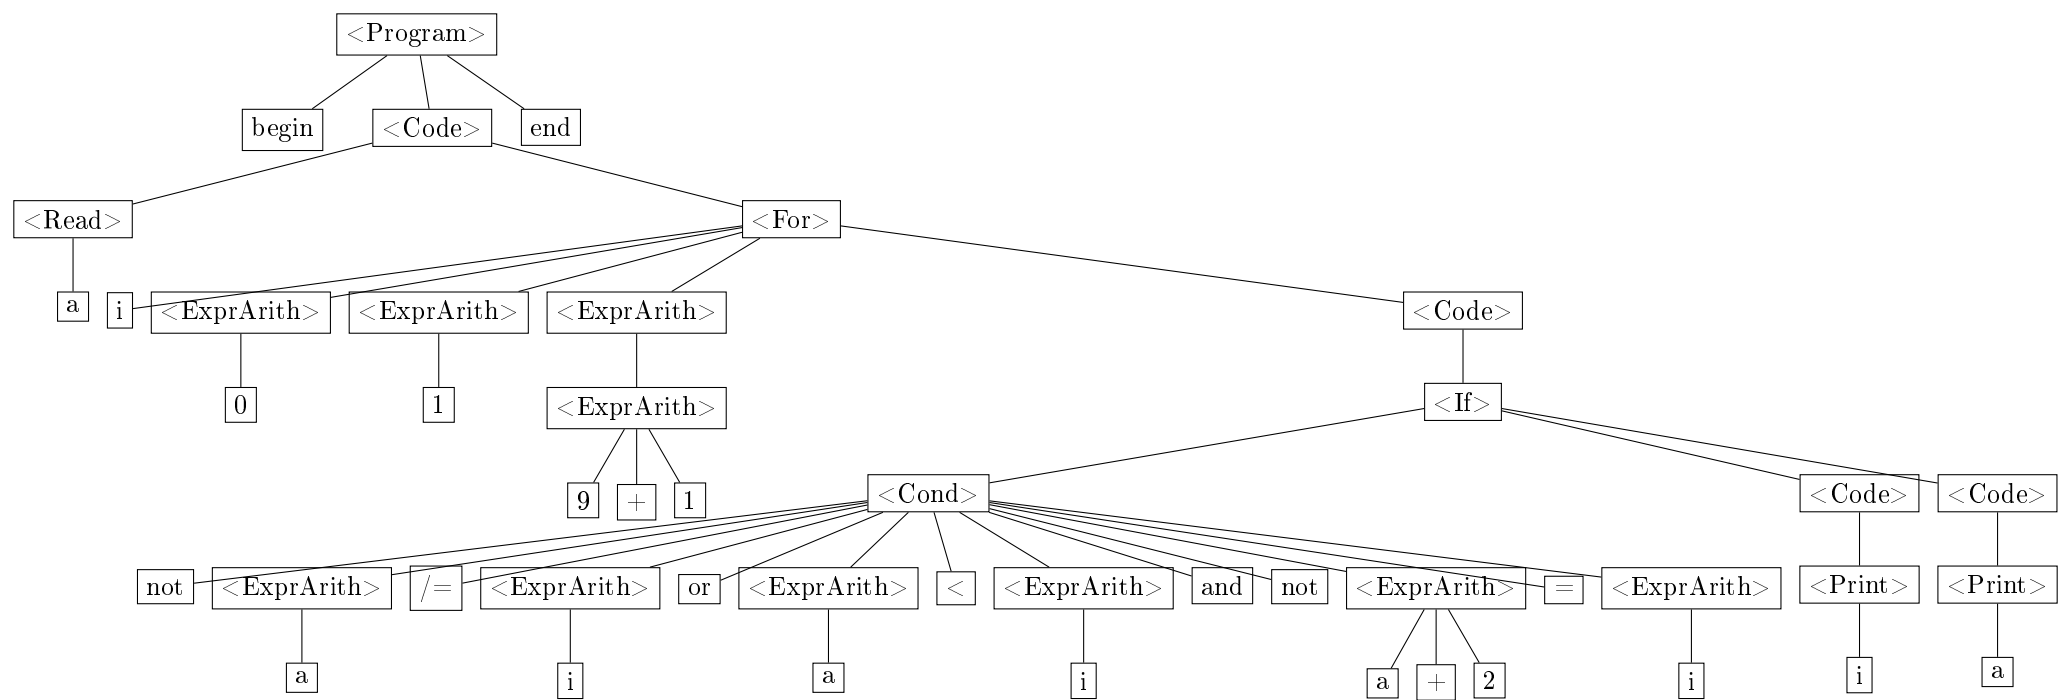 <Program>
begin <Code> end
<Read> <For>
a i <ExprArith> <ExprArith> <ExprArith> <Code>
0 1 <ExprArith> <If>
9 + 1 <Cond> <Code> <Code>
not <ExprArith> /= <ExprArith> or <ExprArith> < <ExprArith> and not <ExprArith> = <ExprArith> <Print> <Print>
a i a i a + 2 i i a